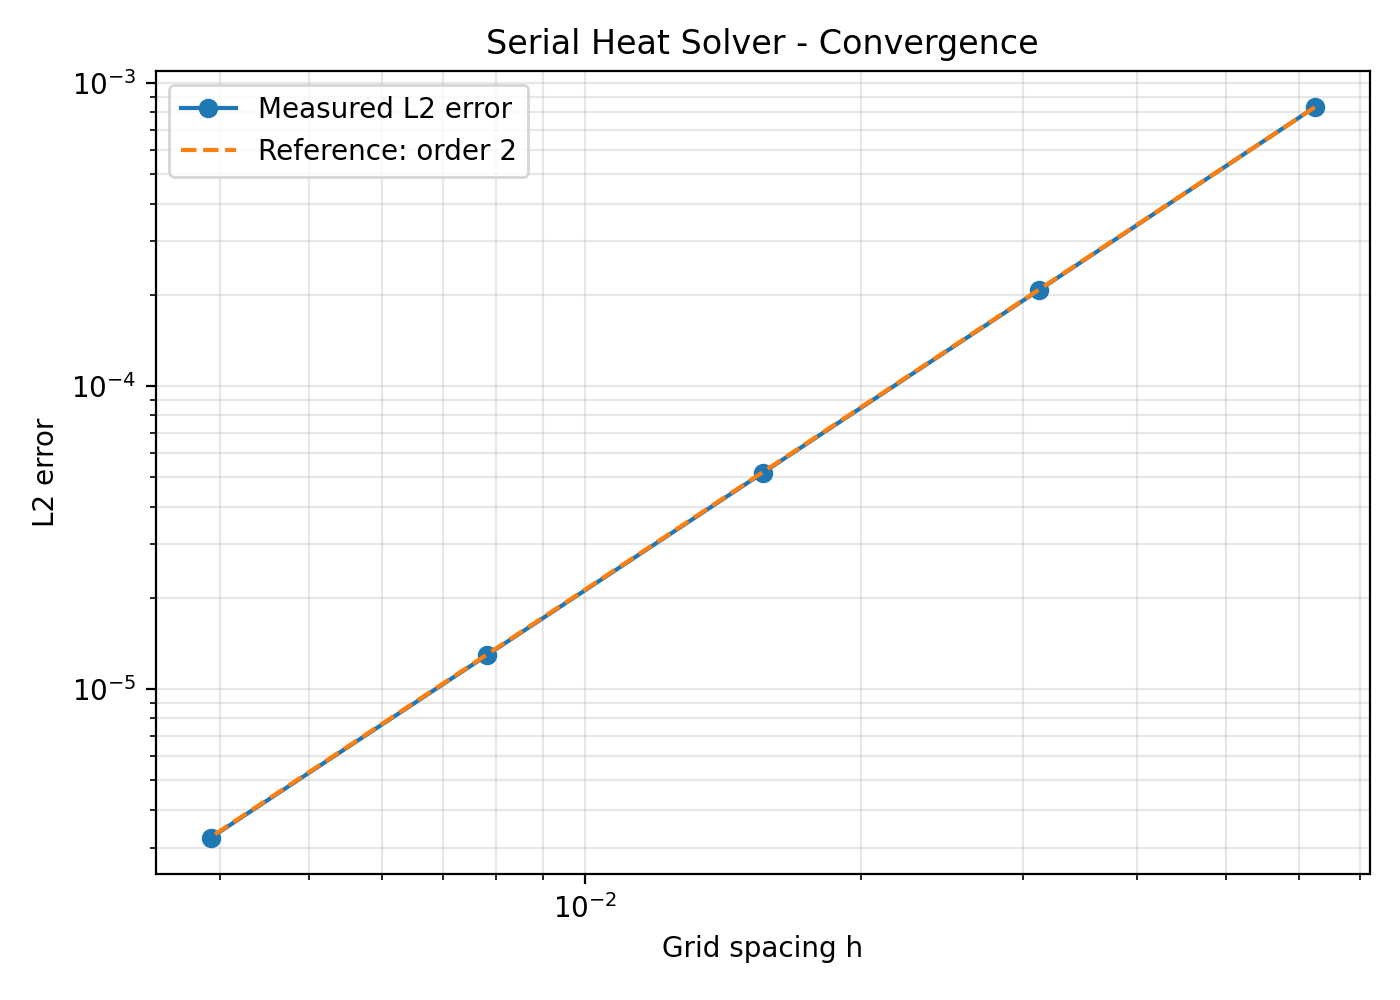 Serial Heat Solver - Convergence
Measured L2 error
Reference: order 2
10⁻³
10⁻⁴
10⁻⁵
L2 error
10⁻²
Grid spacing h